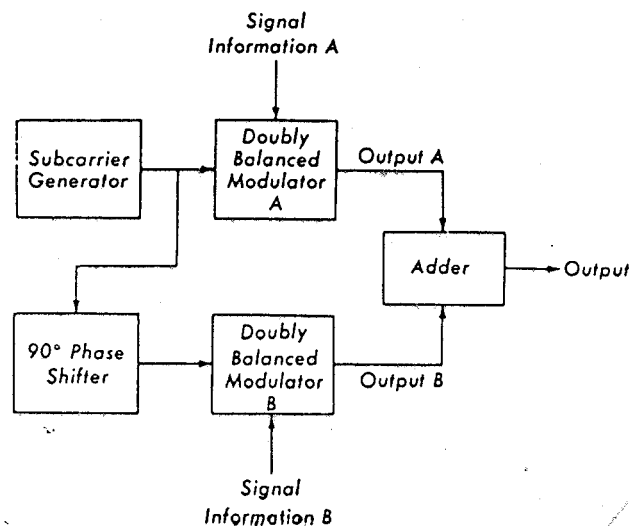 Signal
Information A
Subcarrier
Generator
Doubly
Balanced
Modulator
A
Output A
Adder
Output
90° Phase
Shifter
Doubly
Balanced
Modulator
B
Output B
Signal
Information B